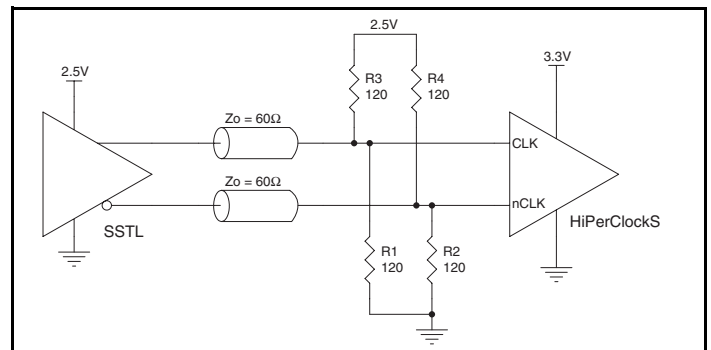 2.5V
2.5V
3.3V
R3
120
R4
120
Zo = 60Ω
CLK
Zo = 60Ω
nCLK
SSTL
HiPerClockS
R1
120
R2
120